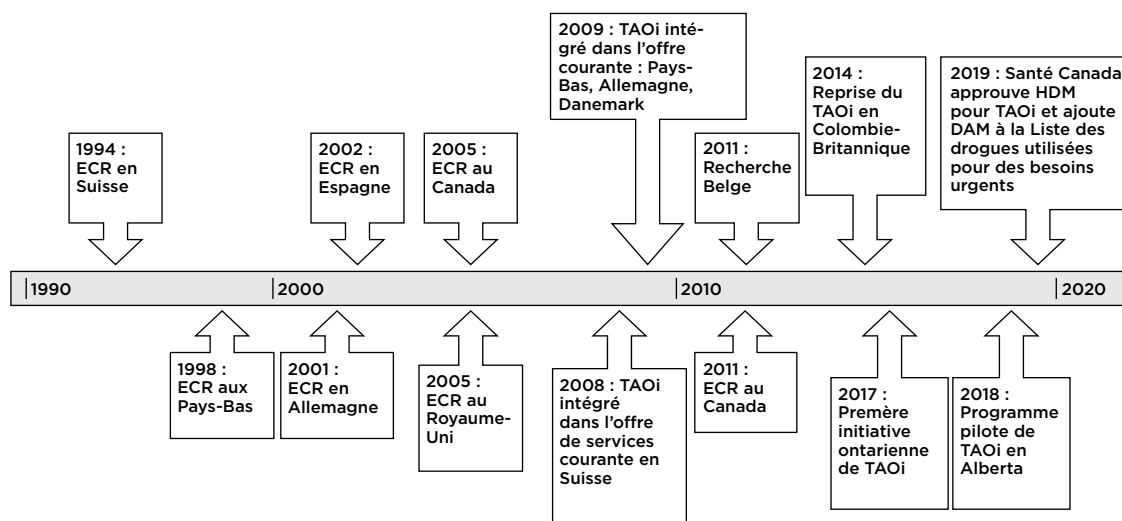 2009 : TAOi inté-
gré dans l'offre
courante : Pays-
Bas, Allemagne,
Danemark
2014 :
Reprise du
TAOi en
Colombie-
Britannique
2019 : Santé Canada
approuve HDM
pour TAOi et ajoute
DAM à la Liste des
drogues utilisées
pour des besoins
urgents
1994 :
ECR en
Suisse
2002 :
ECR en
Espagne
2005 :
ECR au
Canada
2011 :
Recherche
Belge
1990
2000
2010
2020
1998 :
ECR aux
Pays-Bas
2001 :
ECR en
Allemagne
2005 :
ECR au
Royaume-
Uni
2008 : TAOi
intégré
dans l'offre
de services
courante en
Suisse
2011 :
ECR au
Canada
2017 :
Premère
initiative
ontarienne
de TAOi
2018 :
Programme
pilote de
TAOi en
Alberta